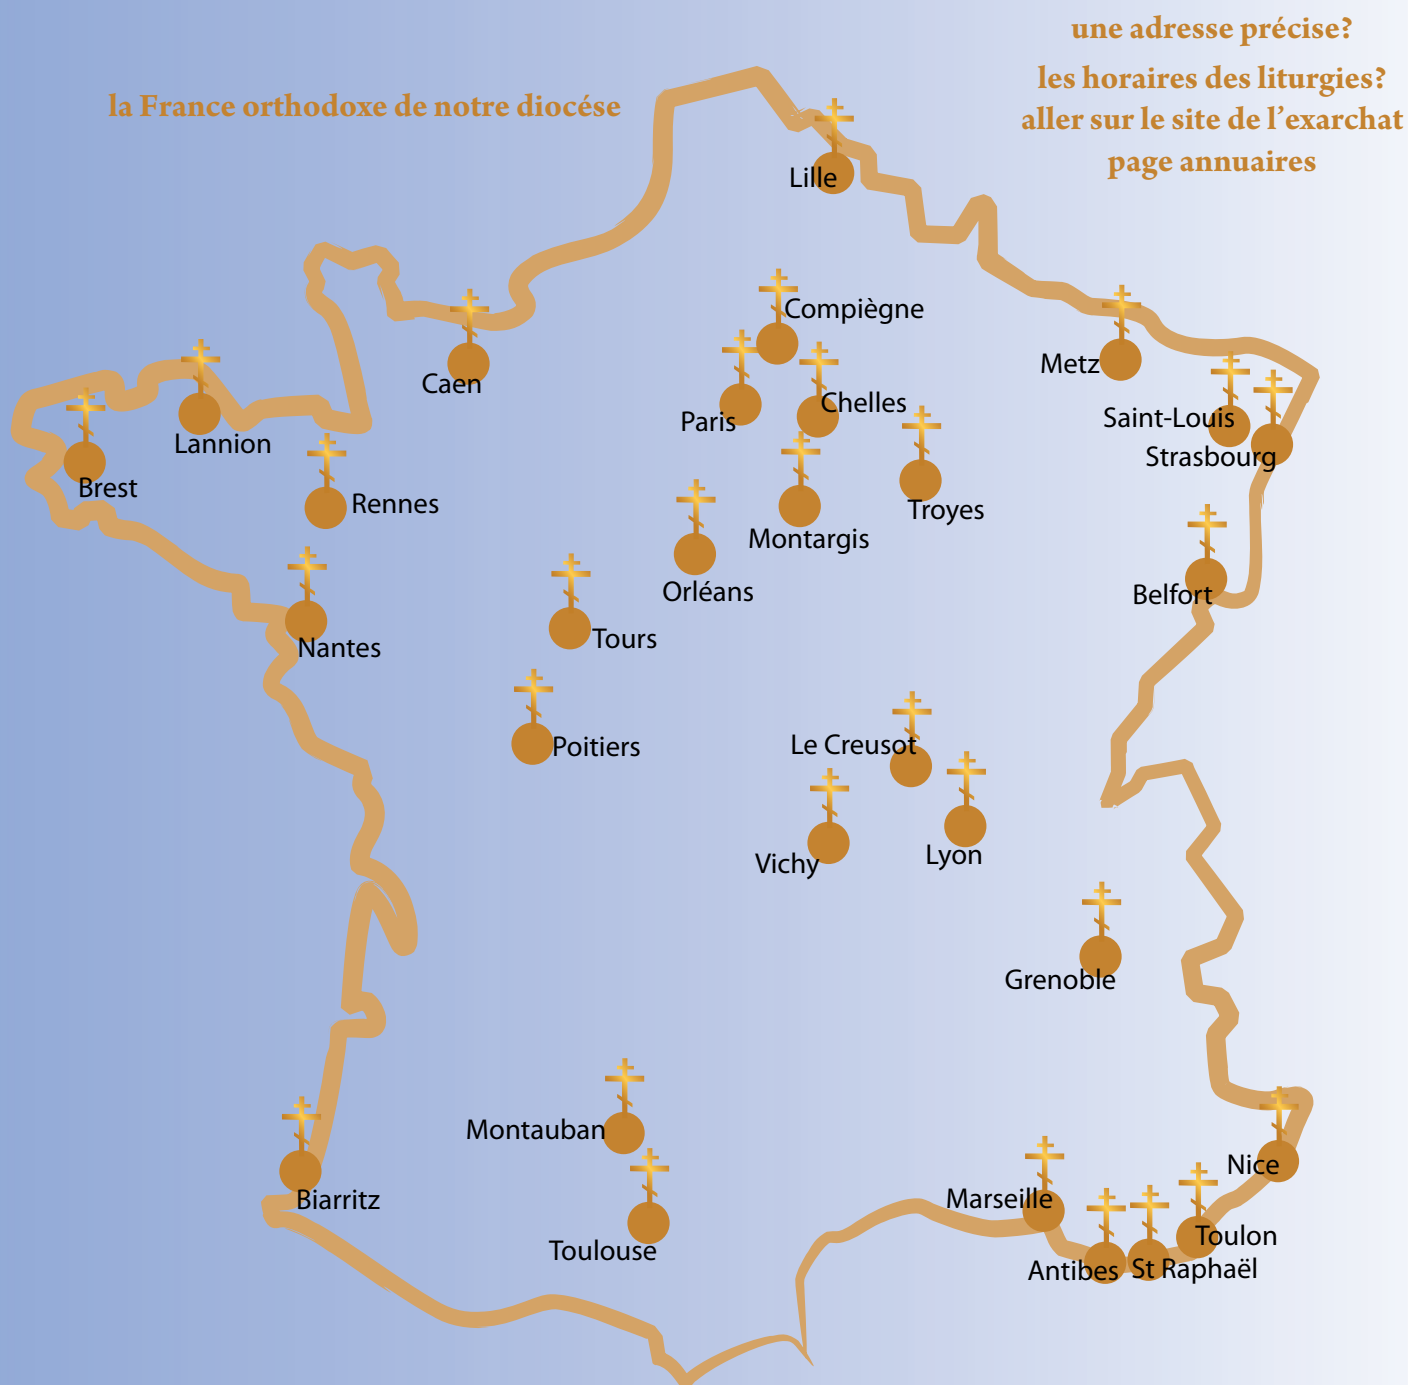 une adresse précise?
les horaires des liturgies?
aller sur le site de l’exarchat
page annuaires
la France orthodoxe de notre diocése
Lille
Compiègne
Metz
Caen
Chelles
Paris
Saint-Louis
Lannion
Strasbourg
Brest
Rennes
Troyes
Montargis
Orléans
Belfort
Tours
Nantes
Le Creusot
Poitiers
Lyon
Vichy
Grenoble
Montauban
Nice
Marseille
Biarritz
Toulon
Toulouse
Antibes
St Raphaël